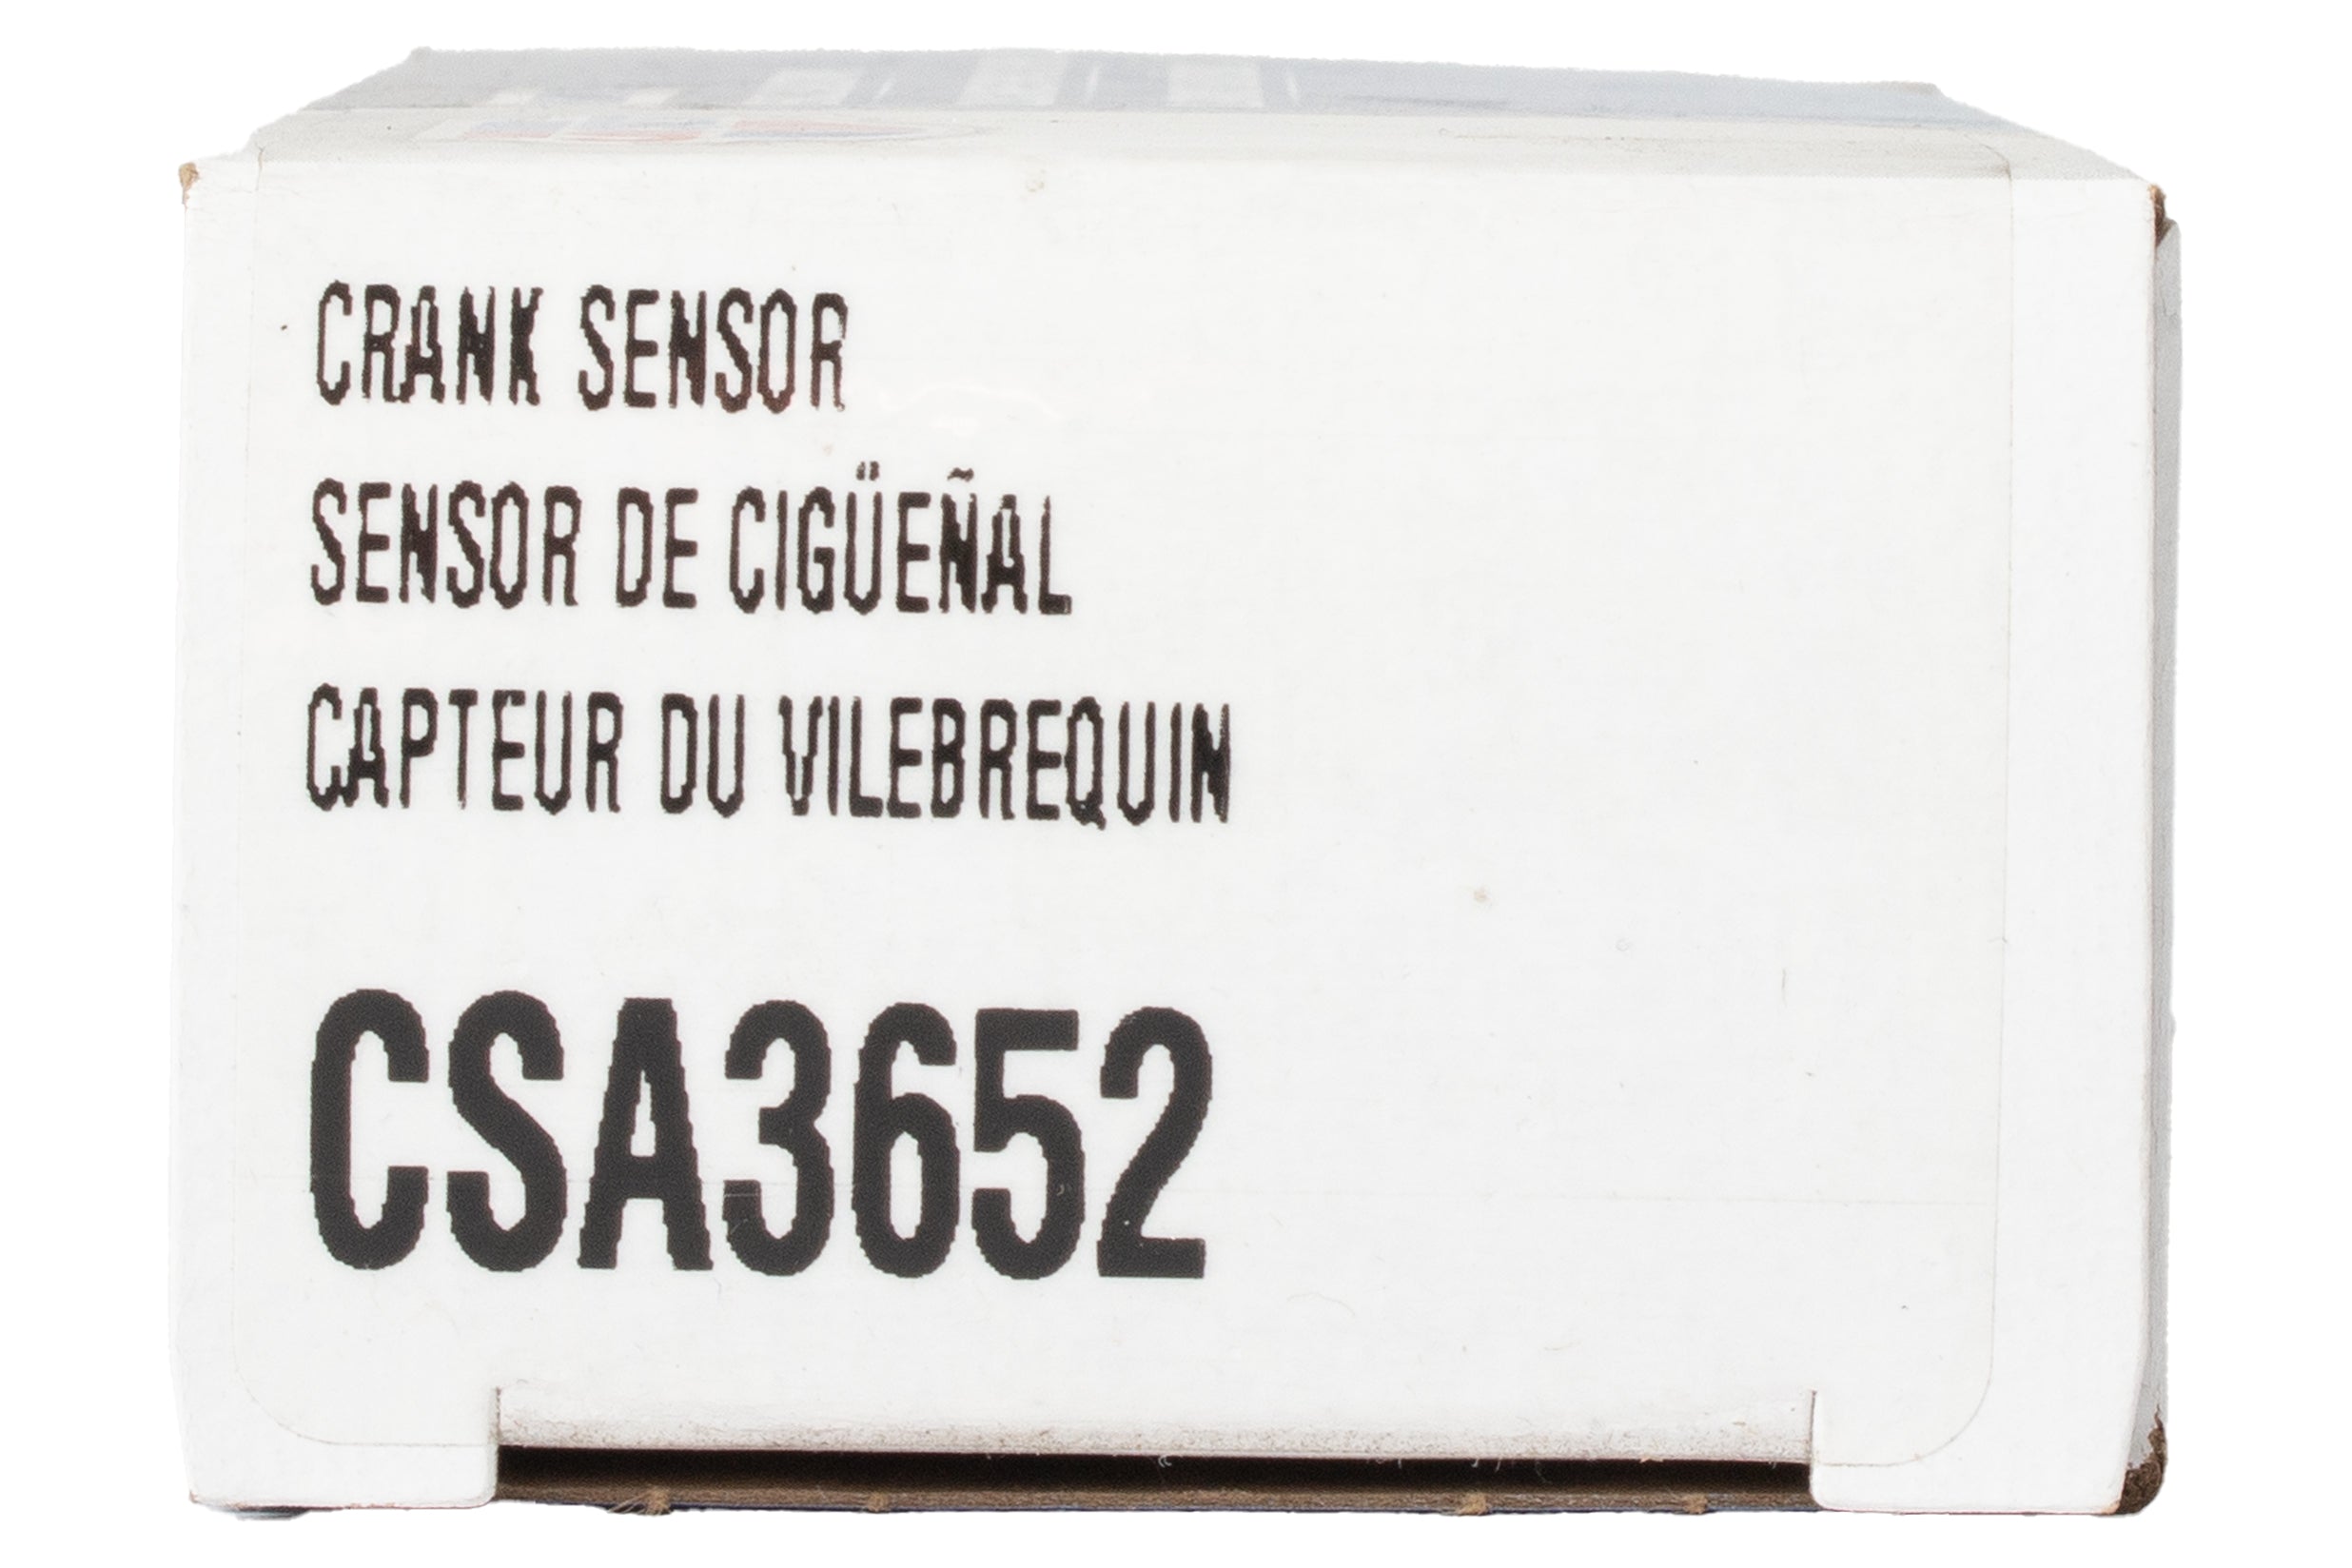 CRANK SENSOR
SENSOR DE CIGÜEÑAL
CAPTEUR DU VILEBREQUIN
CSA3652